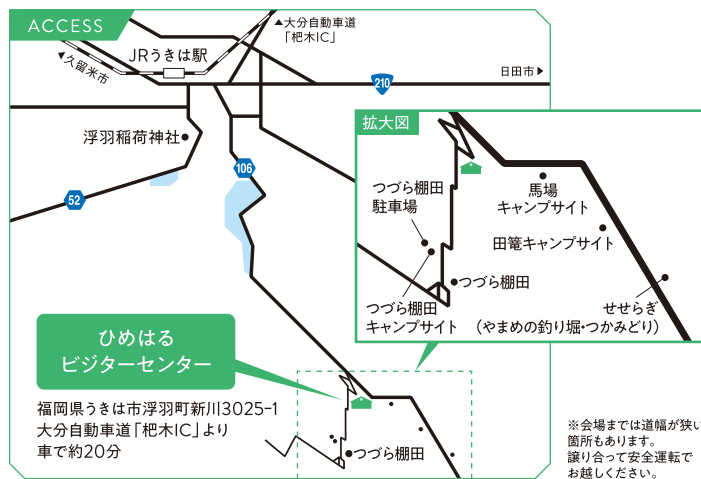 ACCESS
▲大分自動車道
「杷木IC」
JRうきは駅
◀久留米市
日田市▶
210
浮羽稲荷神社
106
52
拡大図
つづら棚田
駐車場
馬場
キャンプサイト
田篭キャンプサイト
つづら棚田
つづら棚田
キャンプサイト
せせらぎ
(やまめの釣り堀・つかみどり)
ひめはる
ビジターセンター
福岡県うきは市浮羽町新川3025-1
大分自動車道「杷木IC」より
車で約20分
つづら棚田
※会場までは道幅が狭い
箇所もあります。
譲り合って安全運転で
お越しください。